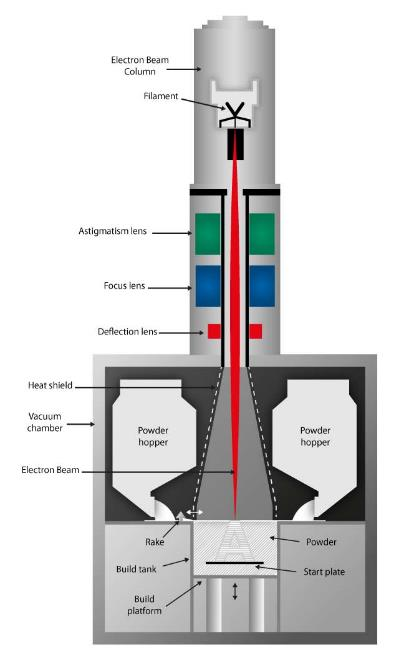 Electron Beam
Column
Filament
Astigmatism lens
Focus lens
Deflection lens
Heat shield
Vacuum
chamber
Powder
hopper
Powder
hopper
Electron Beam
Rake
Powder
Build tank
Start plate
Build
platform
A